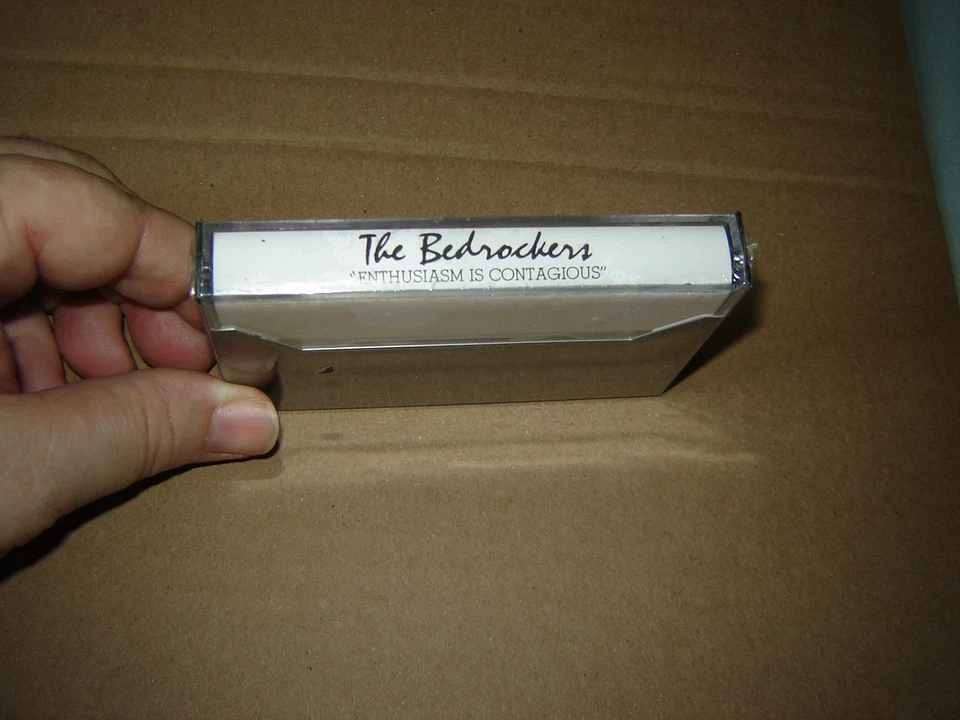 The Bedrockers
"ENTHUSIASM IS CONTAGIOUS"